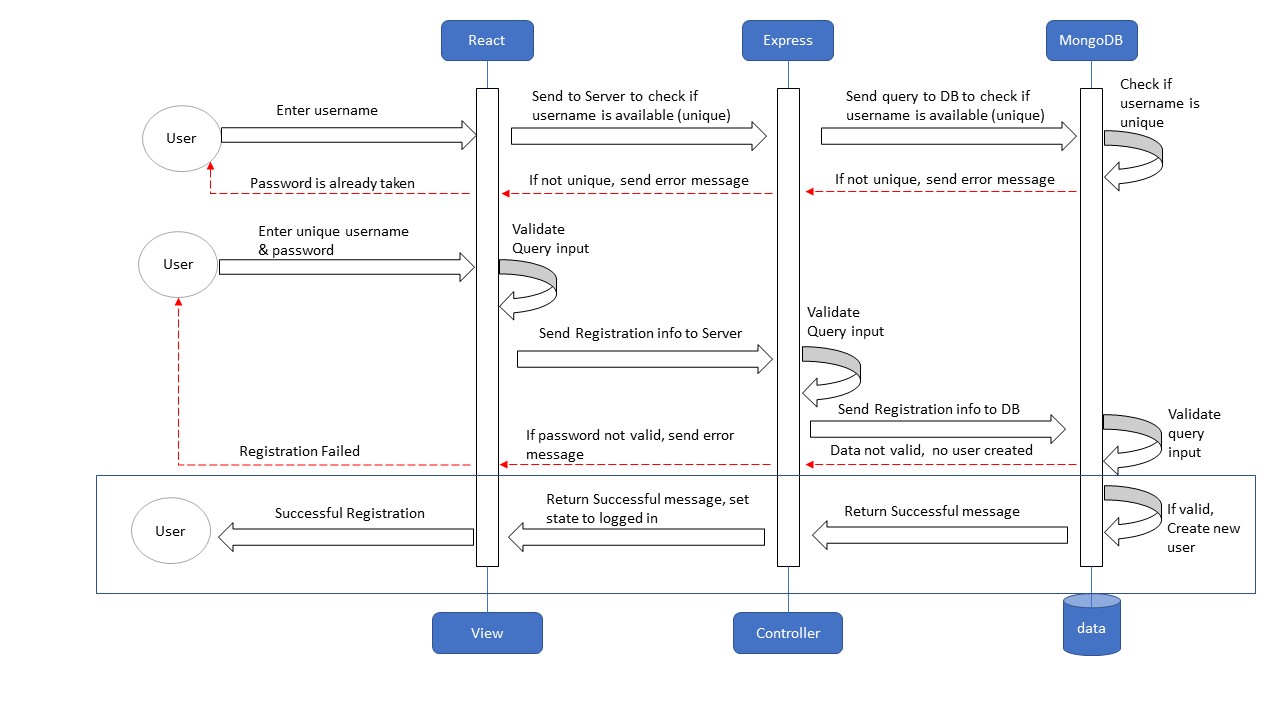 React
Express
MongoDB
Enter username
Send to Server to check if
username is available (unique)
Send query to DB to check if
username is available (unique)
Check if
username is
unique
User
Password is already taken
If not unique, send error message
If not unique, send error message
Enter unique username
& password
User
Validate
Query input
Send Registration info to Server
Validate
Query input
Send Registration info to DB
Validate
query
input
Registration Failed
If password not valid, send error
message
Data not valid, no user created
User
Successful Registration
Return Successful message, set
state to logged in
Return Successful message
If valid,
Create new
user
View
Controller
data